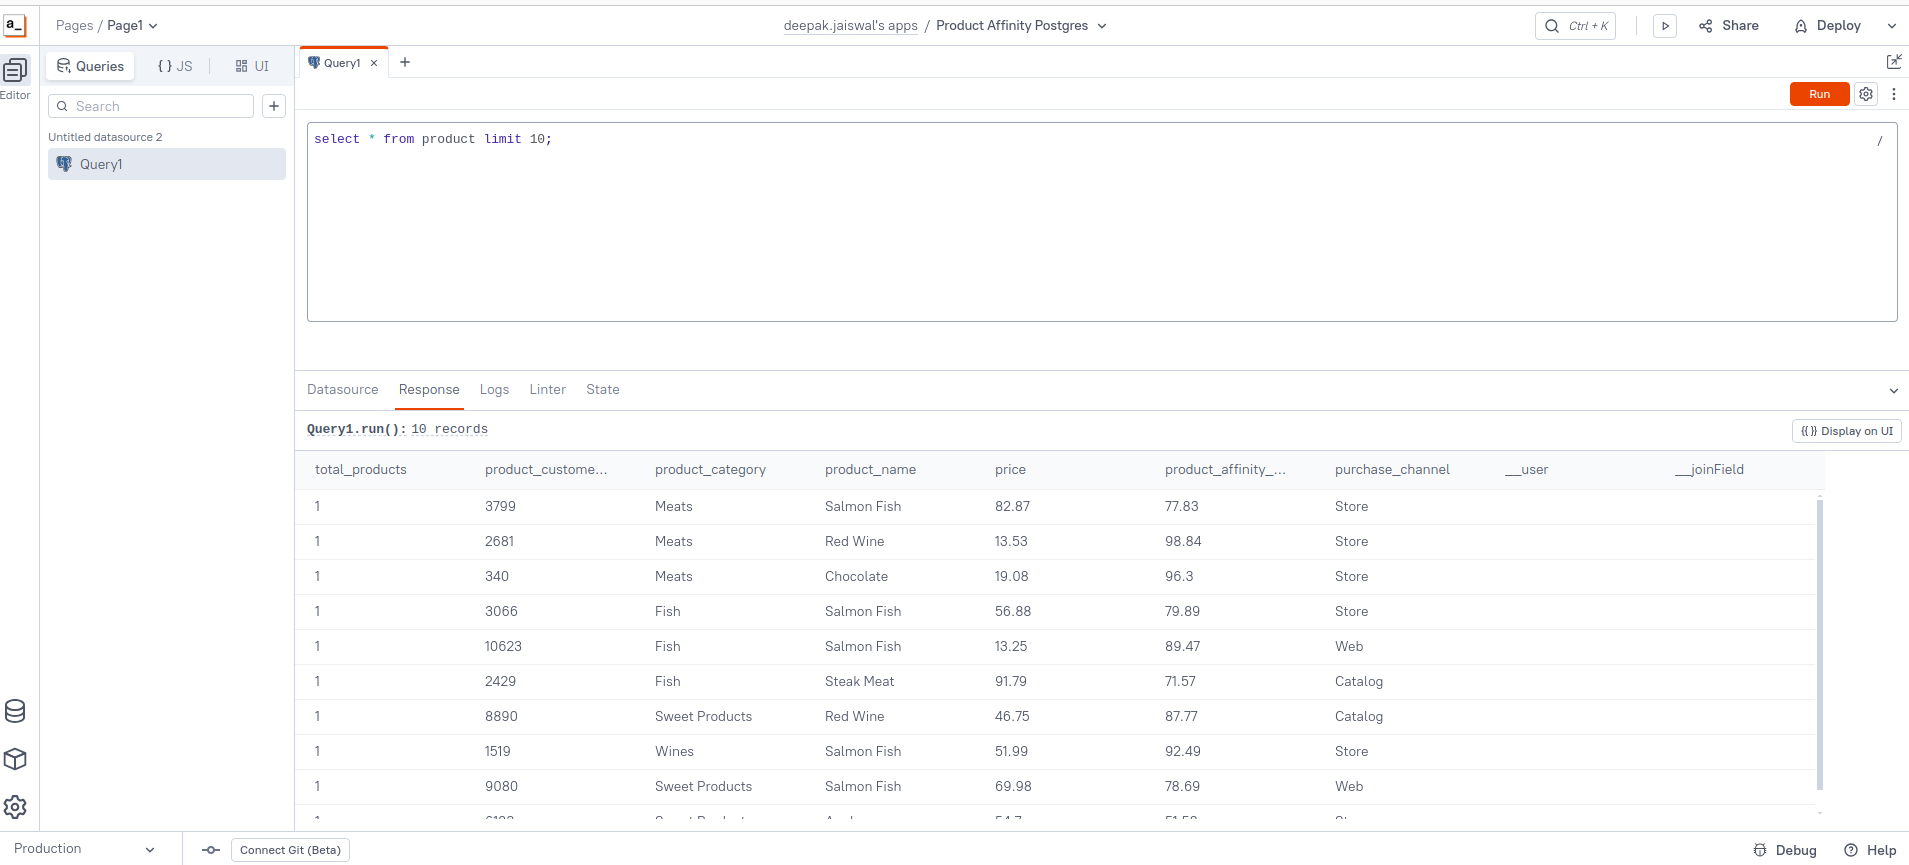 a_
Pages / Page1
deepak.jaiswal's apps / Product Affinity Postgres
Ctrl + K
Share
Deploy
Editor
Queries
{ } JS
UI
Query1
Search
Run
Untitled datasource 2
Query1
select * from product limit 10;
/
Datasource Response Logs Linter State
Query1.run(): 10 records
{{ }} Display on UI
total_products product_custome... product_category product_name price product_affinity_... purchase_channel __user __joinField
1 3799 Meats Salmon Fish 82.87 77.83 Store
1 2681 Meats Red Wine 13.53 98.84 Store
1 340 Meats Chocolate 19.08 96.3 Store
1 3066 Fish Salmon Fish 56.88 79.89 Store
1 10623 Fish Salmon Fish 13.25 89.47 Web
1 2429 Fish Steak Meat 91.79 71.57 Catalog
1 8890 Sweet Products Red Wine 46.75 87.77 Catalog
1 1519 Wines Salmon Fish 51.99 92.49 Store
1 9080 Sweet Products Salmon Fish 69.98 78.69 Web
Production
Connect Git (Beta)
Debug
Help